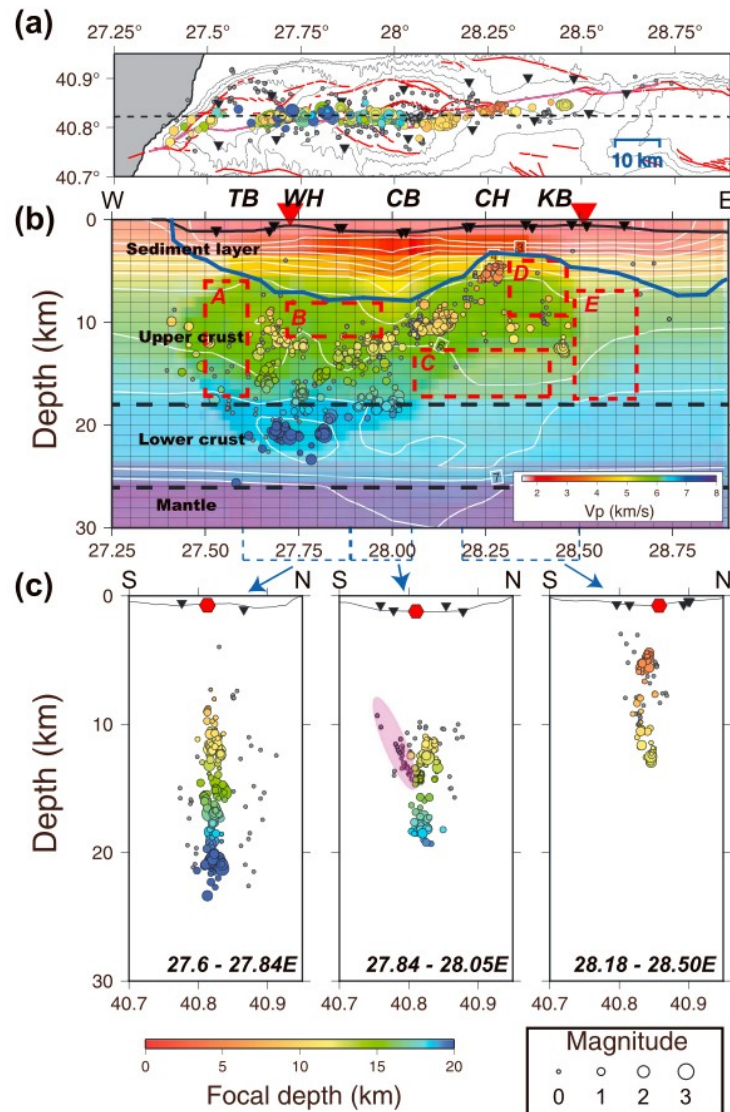 (a)
27.25° 27.5° 27.75° 28° 28.25° 28.5° 28.75°
40.9°
40.8°
40.7°
10 km
W TB WH CB CH KB E
(b)
0
10
20
30
Depth (km)
Sediment layer
Upper crust
Lower crust
Mantle
A
B
C
D
E
3
7
2 3 4 5 6 7 8
Vp (km/s)
27.25 27.50 27.75 28.00 28.25 28.50 28.75
(c)
S N S N S N
0
10
20
30
Depth (km)
27.6 - 27.84E 27.84 - 28.05E 28.18 - 28.50E
40.7 40.8 40.9 40.7 40.8 40.9 40.7 40.8 40.9
0 5 10 15 20
Focal depth (km)
Magnitude
0 1 2 3